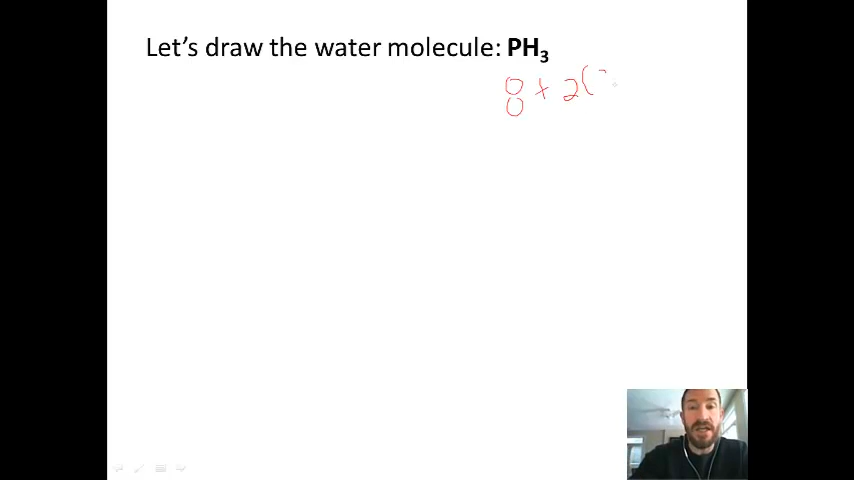 Let's draw the water molecule: PH₃
8 + 2(